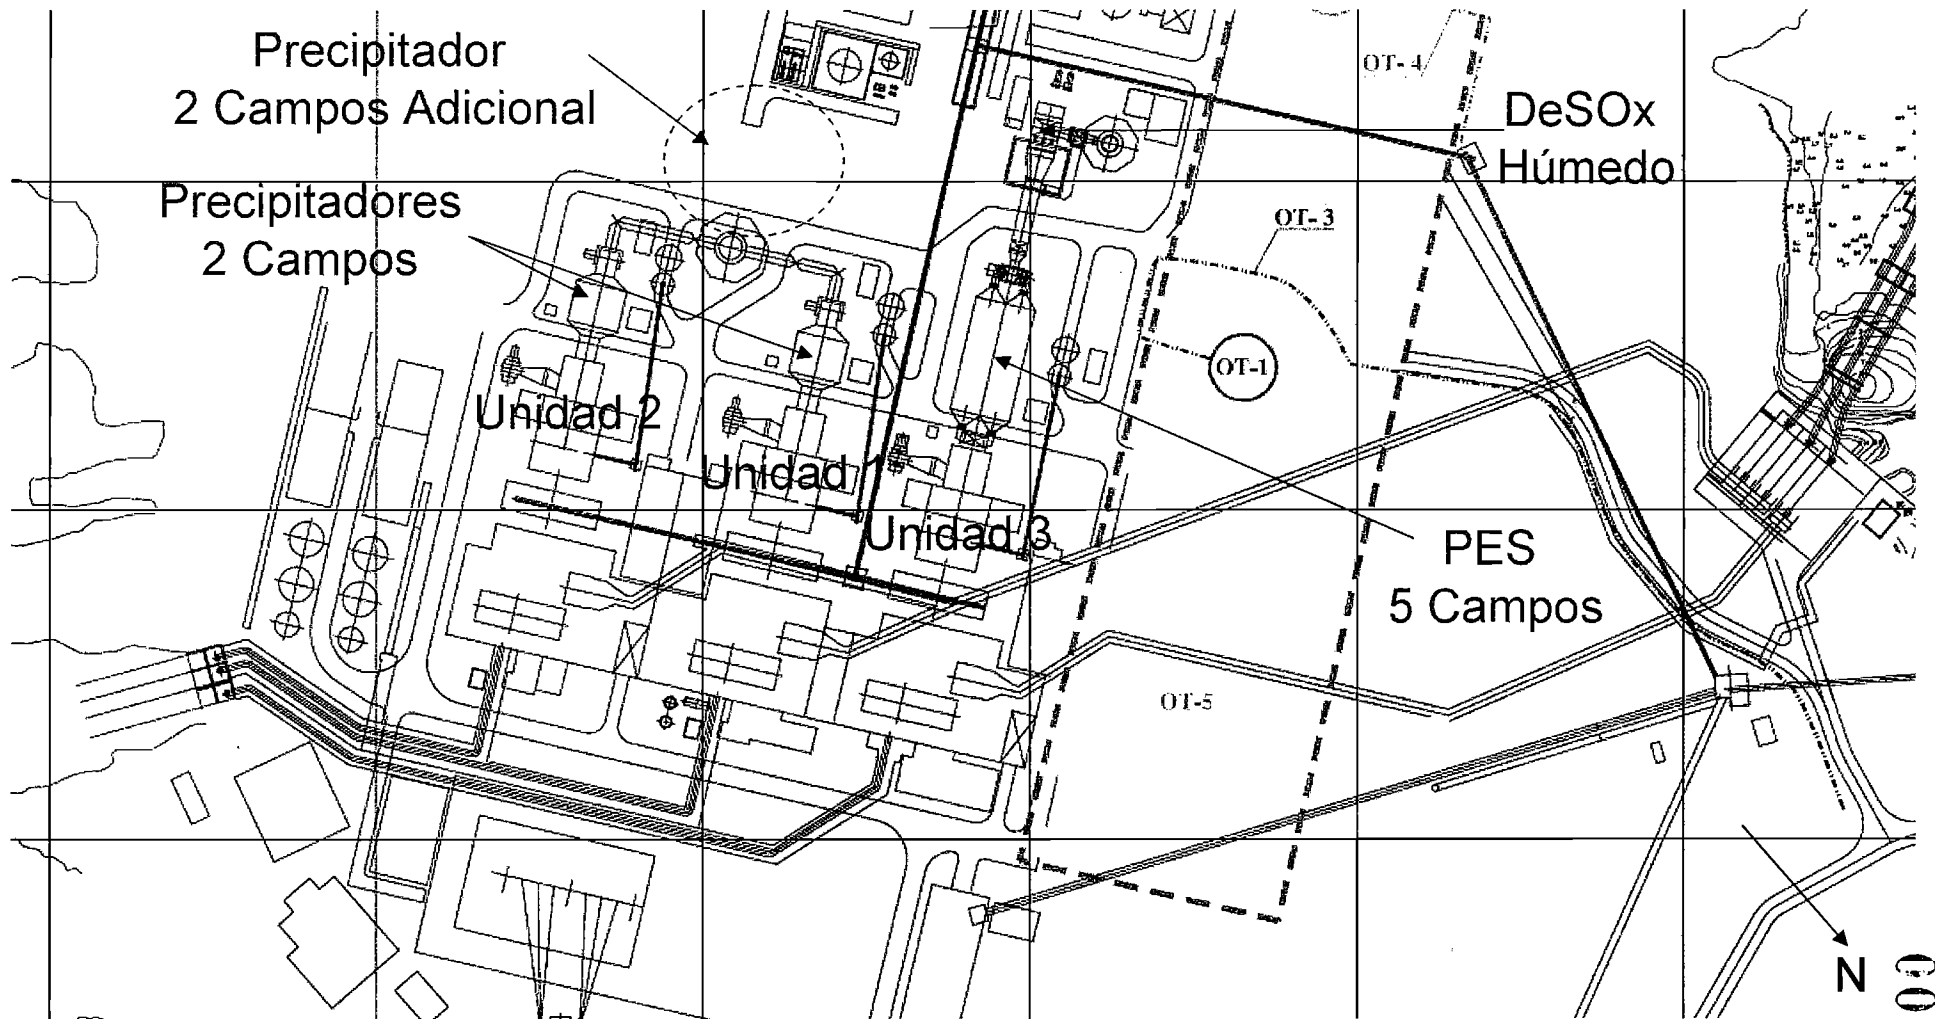 Precipitador
2 Campos Adicional
OT-4
DeSOx
Húmedo
Precipitadores
2 Campos
OT-3
OT-1
Unidad 2
Unidad 1
Unidad 3
PES
5 Campos
OT-5
N